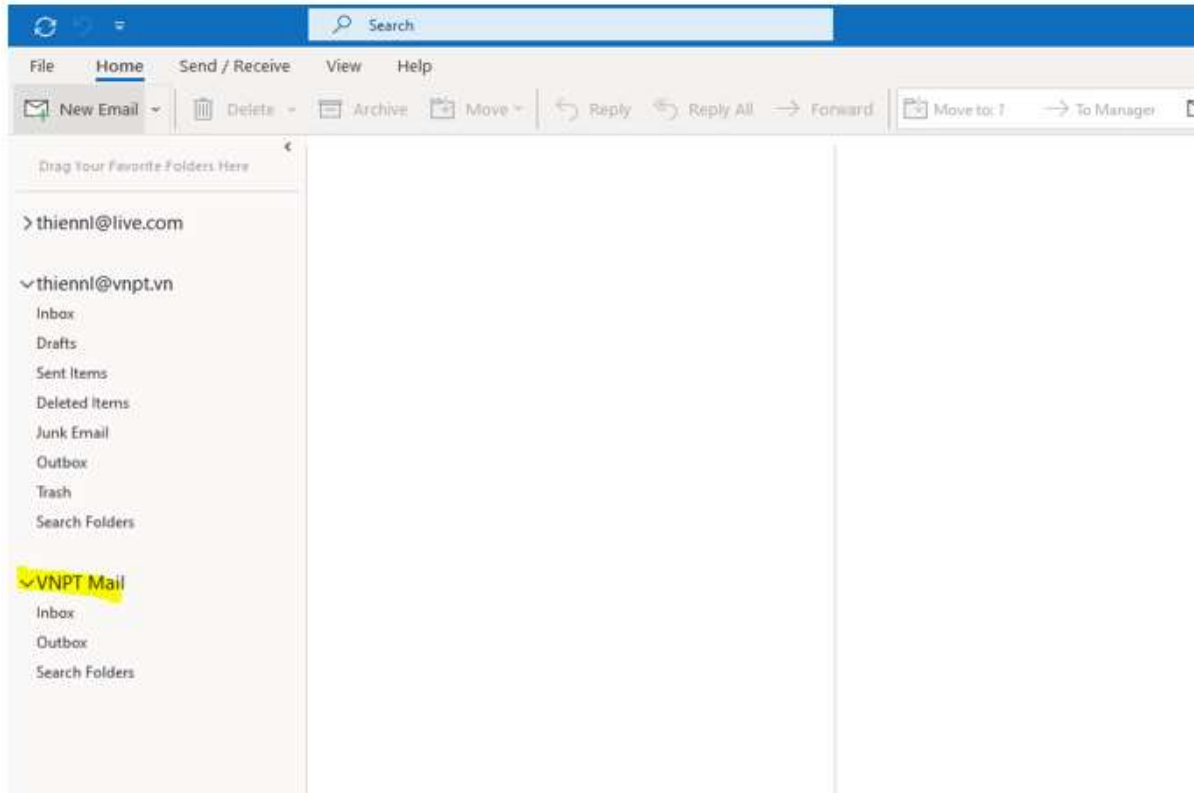 Search
File Home Send / Receive View Help
New Email Delete Archive Move Reply Reply All Forward Move to: ? To Manager
Drag Your Favorite Folders Here
thiennl@live.com
thiennl@vnpt.vn
Inbox
Drafts
Sent Items
Deleted Items
Junk Email
Outbox
Trash
Search Folders
VNPT Mail
Inbox
Outbox
Search Folders